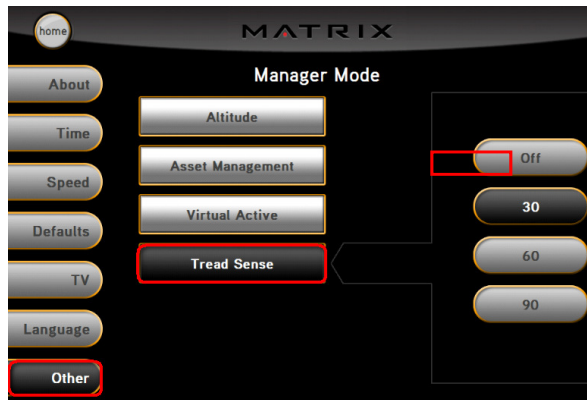 home
MATRIX
Manager Mode
About
Time
Speed
Defaults
TV
Language
Other
Altitude
Asset Management
Virtual Active
Tread Sense
Off
30
60
90